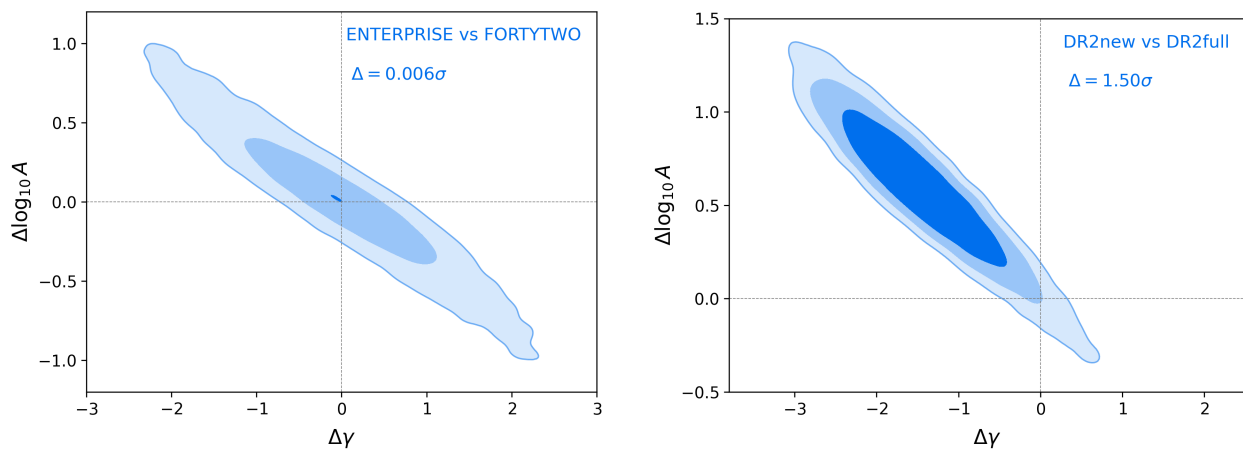 ENTERPRISE vs FORTYTWO
Δ = 0.006σ
1.0
0.5
0.0
−0.5
−1.0
Δlog₁₀ A
−3
−2
−1
0
1
2
3
Δγ
DR2new vs DR2full
Δ = 1.50σ
1.5
1.0
0.5
0.0
−0.5
Δlog₁₀ A
−3
−2
−1
0
1
2
Δγ